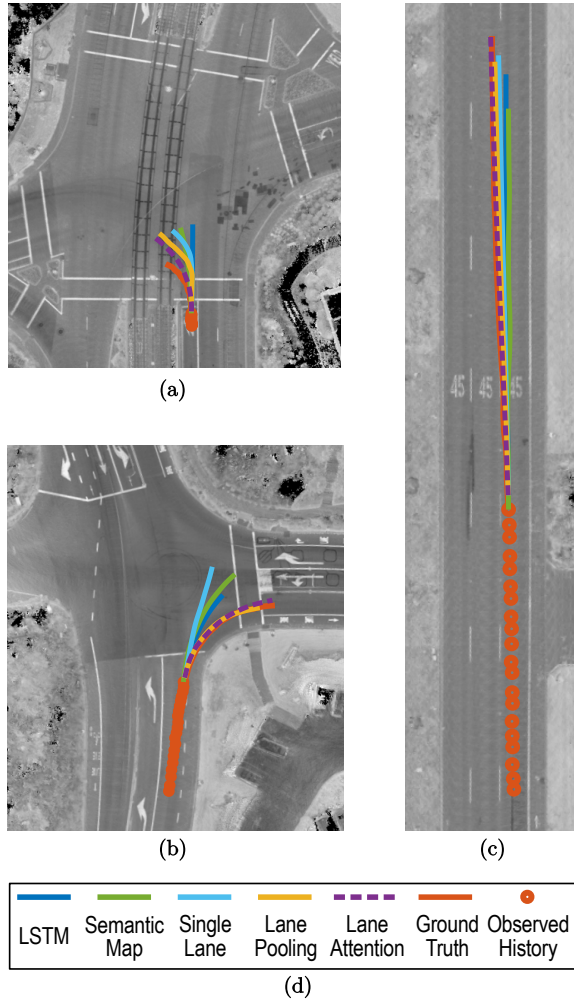 (a)
45 45 45
(b)
(c)
LSTM
Semantic
Map
Single
Lane
Lane
Pooling
Lane
Attention
Ground
Truth
Observed
History
(d)